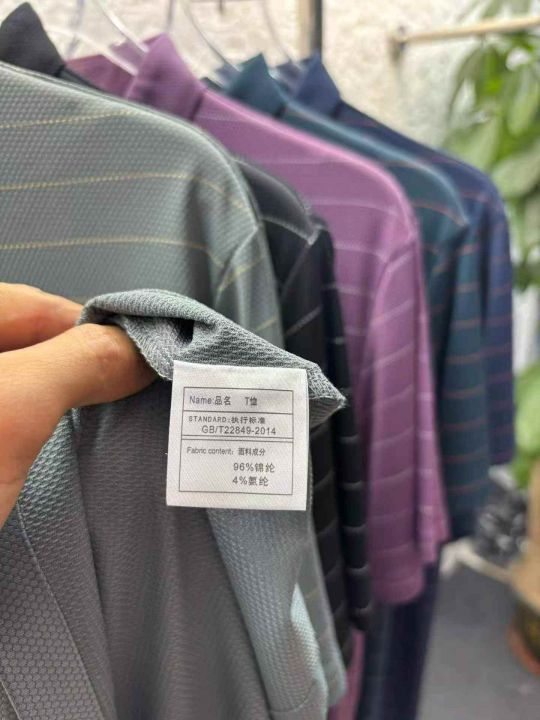 Name:品名 T恤
STANDARD:执行标准
GB/T22849-2014
Fabric content: 面料成分
96%锦纶
4%氨纶